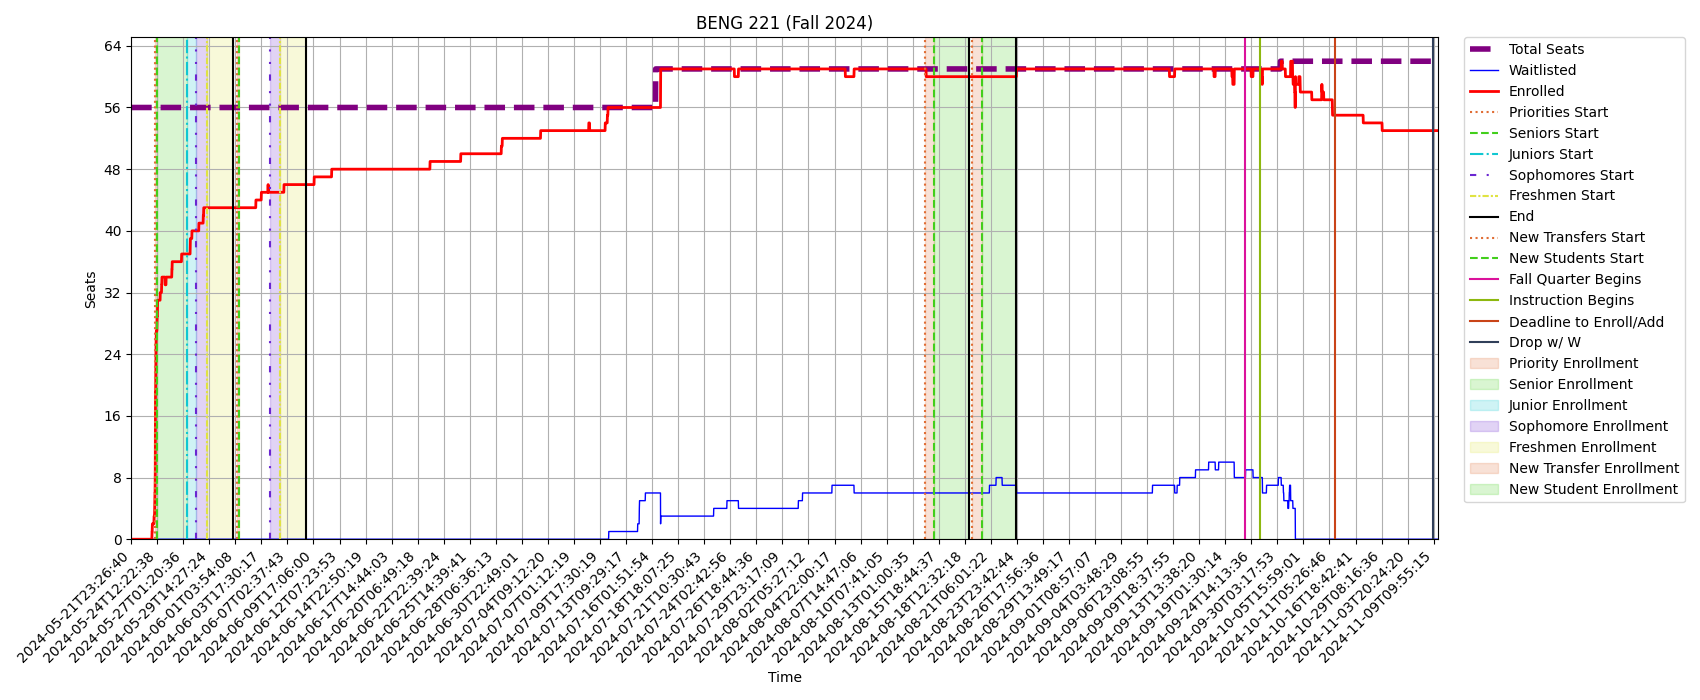 BENG 221 (Fall 2024)
Seats
64
56
48
40
32
24
16
8
0
2024-05-21T23:26:40
2024-05-24T12:22:38
2024-05-27T01:20:36
2024-05-29T14:27:24
2024-06-01T03:54:08
2024-06-03T17:30:17
2024-06-07T02:37:43
2024-06-09T17:06:00
2024-06-12T07:23:53
2024-06-14T22:50:19
2024-06-17T14:44:03
2024-06-20T06:49:18
2024-06-22T22:39:24
2024-06-25T14:39:41
2024-06-28T06:36:13
2024-06-30T22:49:01
2024-07-04T09:12:20
2024-07-07T01:12:19
2024-07-09T17:30:19
2024-07-13T09:29:17
2024-07-16T01:51:54
2024-07-18T18:07:25
2024-07-21T10:30:43
2024-07-24T02:42:56
2024-07-26T18:44:36
2024-07-29T23:17:09
2024-08-02T05:27:12
2024-08-04T22:00:17
2024-08-07T14:47:06
2024-08-10T07:41:05
2024-08-13T01:00:35
2024-08-15T18:44:37
2024-08-18T12:32:18
2024-08-21T06:01:22
2024-08-23T23:42:44
2024-08-26T17:56:36
2024-08-29T13:49:17
2024-09-01T08:57:07
2024-09-04T03:48:29
2024-09-06T23:08:55
2024-09-09T18:37:55
2024-09-13T13:38:20
2024-09-19T01:30:14
2024-09-24T14:13:36
2024-09-30T03:17:53
2024-10-05T15:59:01
2024-10-11T05:26:46
2024-10-16T18:42:41
2024-10-29T08:16:36
2024-11-03T20:24:20
2024-11-09T09:55:15
Time
Total Seats
Waitlisted
Enrolled
Priorities Start
Seniors Start
Juniors Start
Sophomores Start
Freshmen Start
End
New Transfers Start
New Students Start
Fall Quarter Begins
Instruction Begins
Deadline to Enroll/Add
Drop w/ W
Priority Enrollment
Senior Enrollment
Junior Enrollment
Sophomore Enrollment
Freshmen Enrollment
New Transfer Enrollment
New Student Enrollment